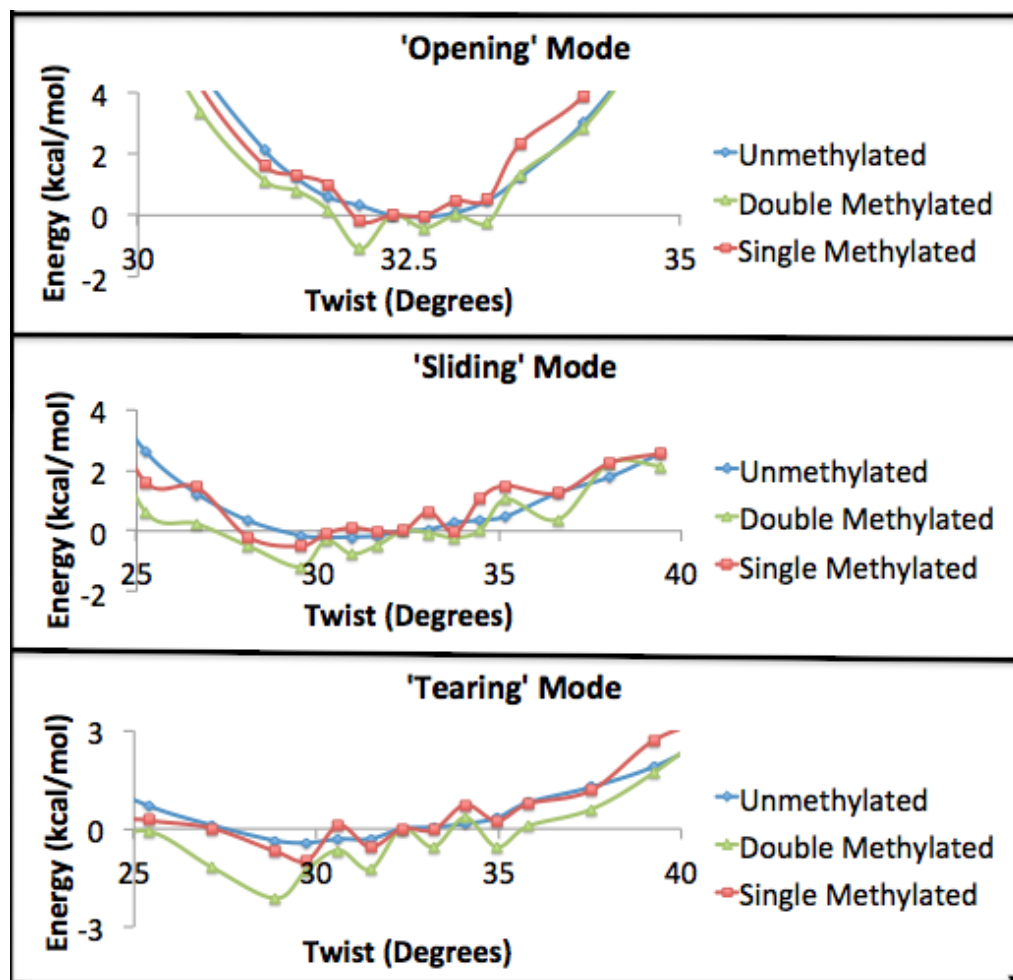 'Opening' Mode
Energy (kcal/mol)
4
2
0
-2
30
32.5
35
Twist (Degrees)
Unmethylated
Double Methylated
Single Methylated
'Sliding' Mode
Energy (kcal/mol)
4
2
0
-2
25
30
35
40
Twist (Degrees)
Unmethylated
Double Methylated
Single Methylated
'Tearing' Mode
Energy (kcal/mol)
3
0
-3
25
30
35
40
Twist (Degrees)
Unmethylated
Double Methylated
Single Methylated